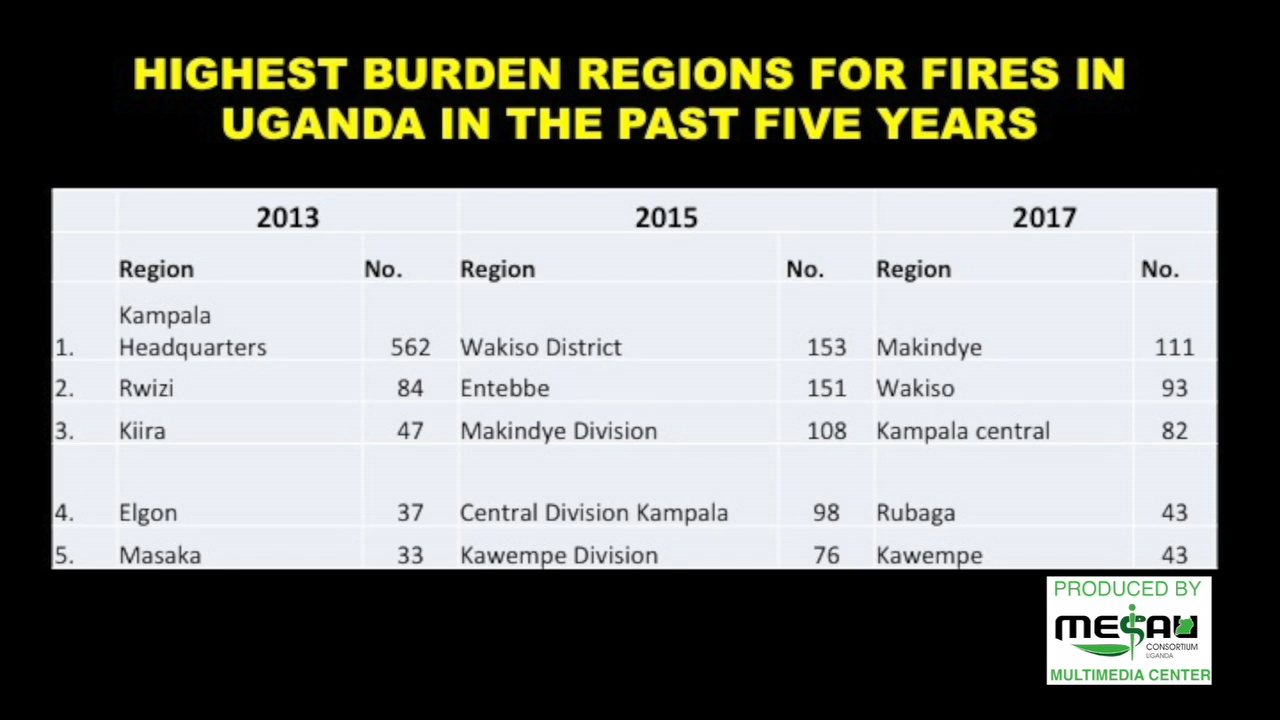 HIGHEST BURDEN REGIONS FOR FIRES IN
UGANDA IN THE PAST FIVE YEARS
2013 2015 2017
Region No. Region No. Region No.
Kampala
1. Headquarters 562 Wakiso District 153 Makindye 111
2. Rwizi 84 Entebbe 151 Wakiso 93
3. Kiira 47 Makindye Division 108 Kampala central 82
4. Elgon 37 Central Division Kampala 98 Rubaga 43
5. Masaka 33 Kawempe Division 76 Kawempe 43
PRODUCED BY
MESAU
CONSORTIUM
UGANDA
MULTIMEDIA CENTER